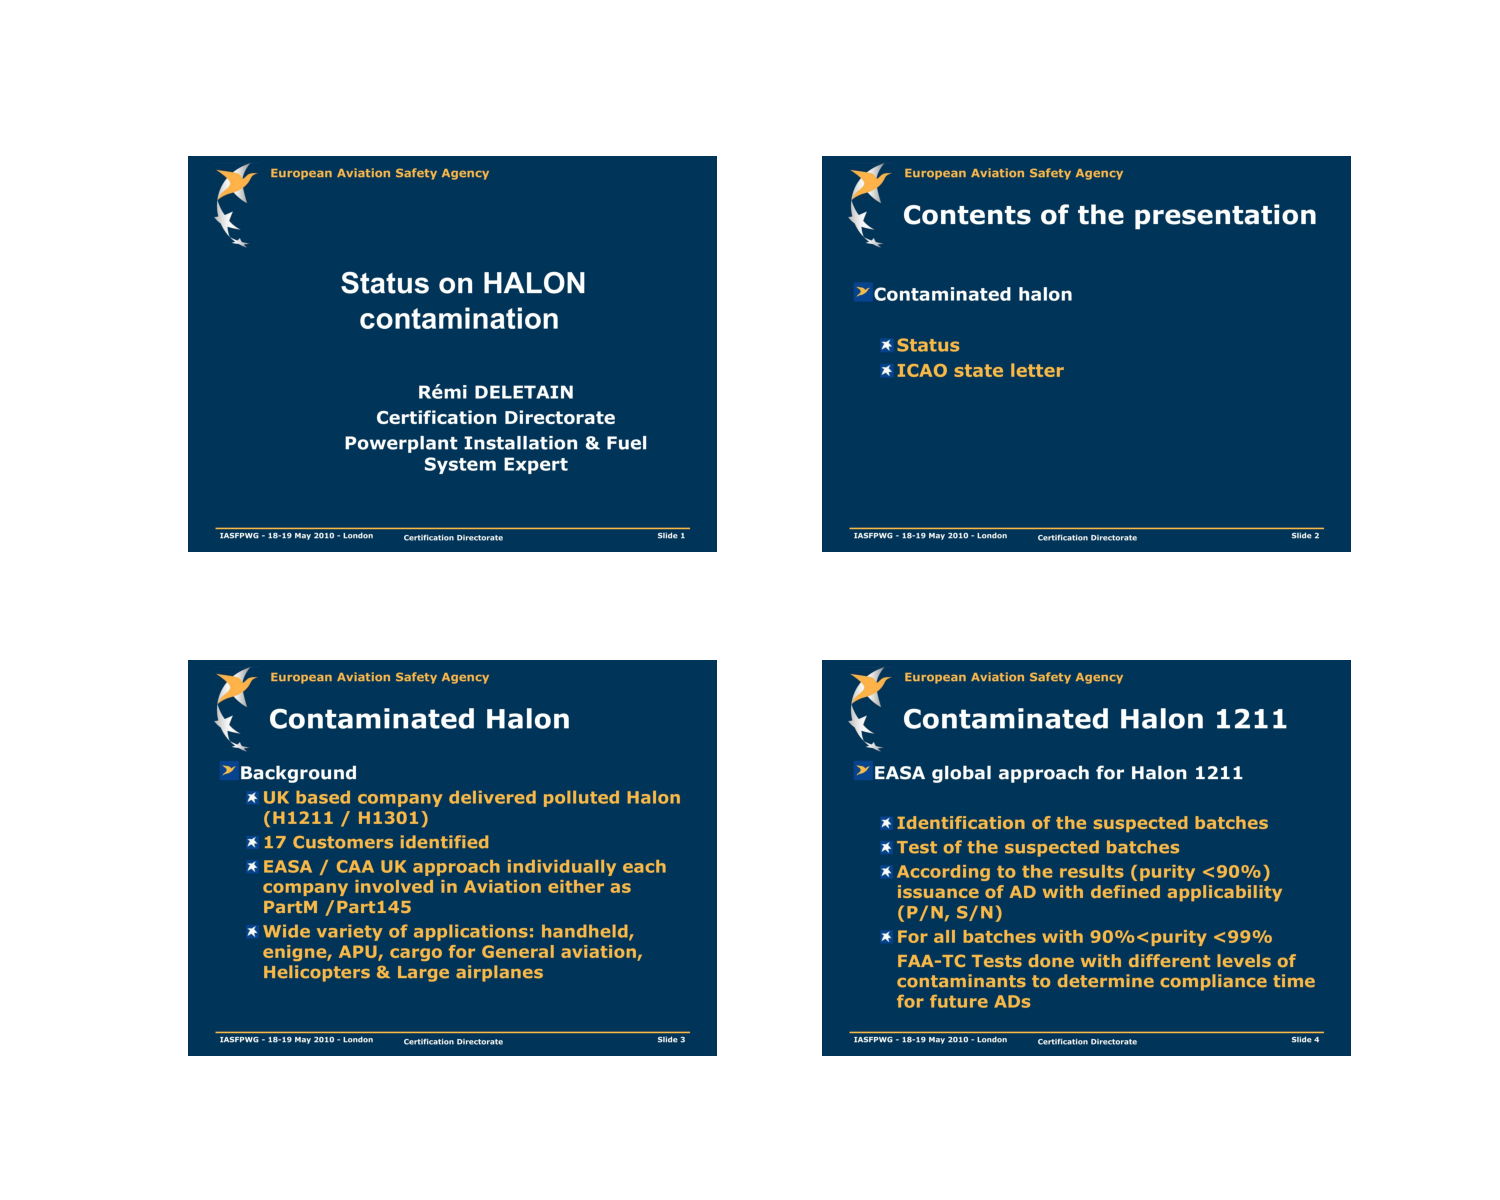 European Aviation Safety Agency
Status on HALON
contamination
Rémi DELETAIN
Certification Directorate
Powerplant Installation & Fuel
System Expert
IASFPWG - 18-19 May 2010 - London
Certification Directorate
Slide 1
European Aviation Safety Agency
Contents of the presentation
Contaminated halon
Status
ICAO state letter
IASFPWG - 18-19 May 2010 - London
Certification Directorate
Slide 2
European Aviation Safety Agency
Contaminated Halon
Background
UK based company delivered polluted Halon
(H1211 / H1301)
17 Customers identified
EASA / CAA UK approach individually each
company involved in Aviation either as
PartM /Part145
Wide variety of applications: handheld,
enigne, APU, cargo for General aviation,
Helicopters & Large airplanes
IASFPWG - 18-19 May 2010 - London
Certification Directorate
Slide 3
European Aviation Safety Agency
Contaminated Halon 1211
EASA global approach for Halon 1211
Identification of the suspected batches
Test of the suspected batches
According to the results (purity <90%)
issuance of AD with defined applicability
(P/N, S/N)
For all batches with 90%<purity <99%
FAA-TC Tests done with different levels of
contaminants to determine compliance time
for future ADs
IASFPWG - 18-19 May 2010 - London
Certification Directorate
Slide 4